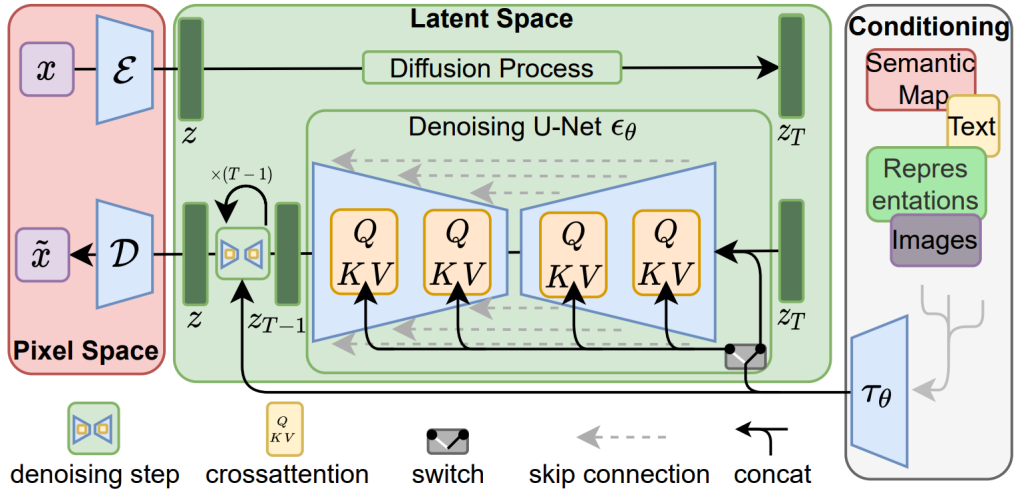 Latent Space
Conditioning
x
ℰ
Diffusion Process
Semantic
Map
Text
z
z_T
Denoising U-Net ϵ_θ
Repres
entations
Images
×(T−1)
x̃
𝒟
Q
KV
Q
KV
Q
KV
Q
KV
z
z_{T−1}
z_T
Pixel Space
τ_θ
Q
KV
denoising step
crossattention
switch
skip connection
concat